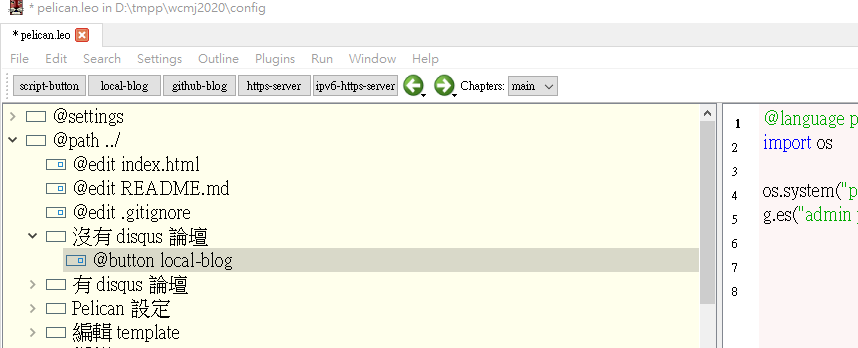 * pelican.leo in D:\tmpp\wcmj2020\config
* pelican.leo
File Edit Search Settings Outline Plugins Run Window Help
script-button local-blog github-blog https-server ipv6-https-server Chapters: main
@settings
@path ../
@edit index.html
@edit README.md
@edit .gitignore
沒有 disqus 論壇
@button local-blog
有 disqus 論壇
Pelican 設定
編輯 template
1 @language p
2 import os
3
4 os.system("p
5 g.es("admin
6
7
8